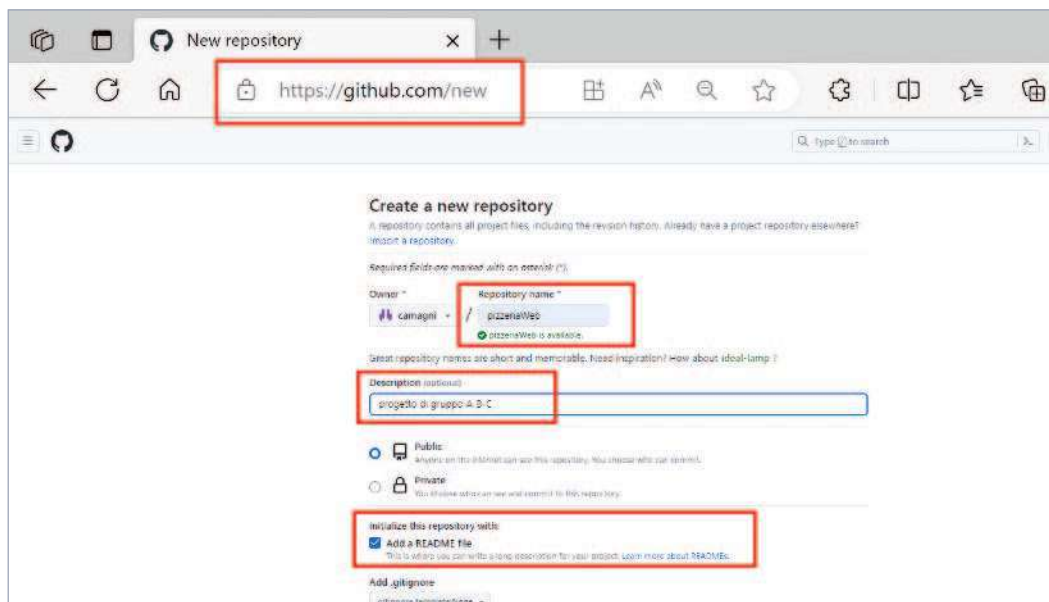 New repository
https://github.com/new
Type / to search
Create a new repository
A repository contains all project files, including the revision history. Already have a project repository elsewhere?
Import a repository.
Required fields are marked with an asterisk (*).
Owner *
Repository name *
camagni
/
pizzeriaWeb
pizzeriaWeb is available.
Great repository names are short and memorable. Need inspiration? How about ideal-lamp ?
Description (optional)
progetto di gruppo A-B-C
Public
Anyone on the internet can see this repository. You choose who can commit.
Private
You choose who can see and commit to this repository.
Initialize this repository with:
Add a README file
This is where you can write a long description for your project. Learn more about READMEs.
Add .gitignore